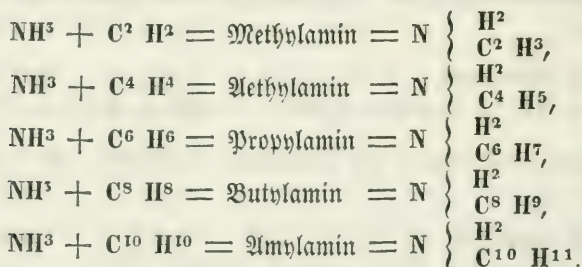 NH³ + C² H² = Methylamin = N { H² C² H³,
NH³ + C⁴ H⁴ = Aethylamin = N { H² C⁴ H⁵,
NH³ + C⁶ H⁶ = Propylamin = N { H² C⁶ H⁷,
NH³ + C⁸ H⁸ = Butylamin = N { H² C⁸ H⁹,
NH³ + C¹⁰ H¹⁰ = Amylamin = N { H² C¹⁰ H¹¹.